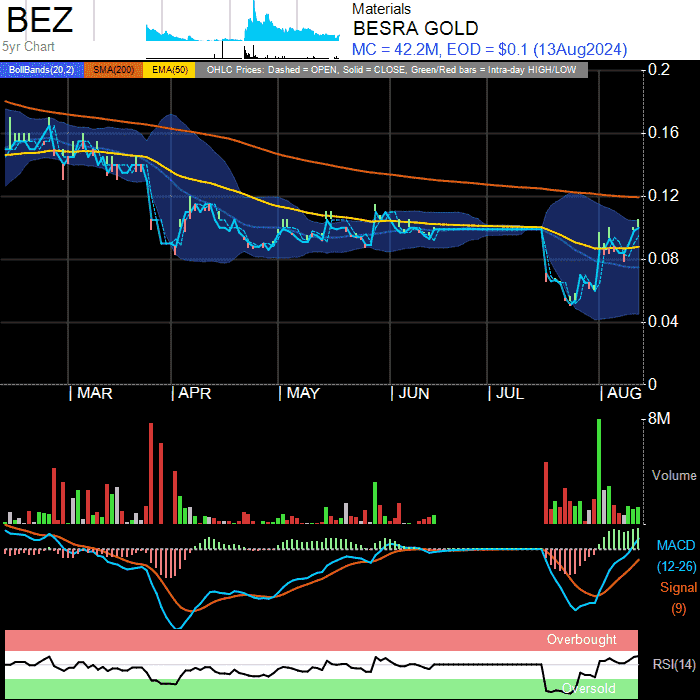 BEZ
5yr Chart
Materials
BESRA GOLD
MC = 42.2M, EOD = $0.1 (13Aug2024)
BollBands(20,2) SMA(200) EMA(50) OHLC Prices: Dashed = OPEN, Solid = CLOSE, Green/Red bars = Intra-day HIGH/LOW
0.2
0.16
0.12
0.08
0.04
0
| MAR | APR | MAY | JUN | JUL | AUG
8M
Volume
MACD
(12-26)
Signal
(9)
Overbought
RSI(14)
Oversold